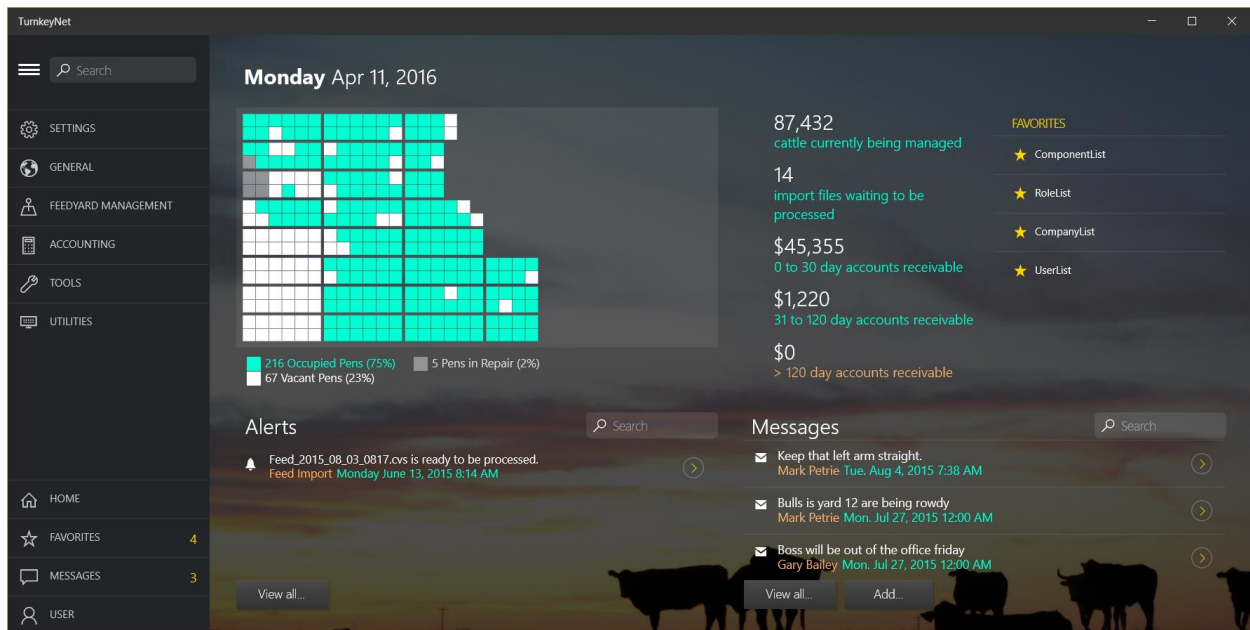 TurnkeyNet
Search
SETTINGS
GENERAL
FEEDYARD MANAGEMENT
ACCOUNTING
TOOLS
UTILITIES
HOME
FAVORITES 4
MESSAGES 3
USER
Monday Apr 11, 2016
216 Occupied Pens (75%) 5 Pens in Repair (2%)
67 Vacant Pens (23%)
87,432
cattle currently being managed
14
import files waiting to be
processed
$45,355
0 to 30 day accounts receivable
$1,220
31 to 120 day accounts receivable
$0
> 120 day accounts receivable
FAVORITES
ComponentList
RoleList
CompanyList
UserList
Alerts
Search
Feed_2015_08_03_0817.cvs is ready to be processed.
Feed Import Monday June 13, 2015 8:14 AM
View all...
Messages
Search
Keep that left arm straight.
Mark Petrie Tue. Aug 4, 2015 7:38 AM
Bulls is yard 12 are being rowdy
Mark Petrie Mon. Jul 27, 2015 12:00 AM
Boss will be out of the office friday
Gary Bailey Mon. Jul 27, 2015 12:00 AM
View all... Add...